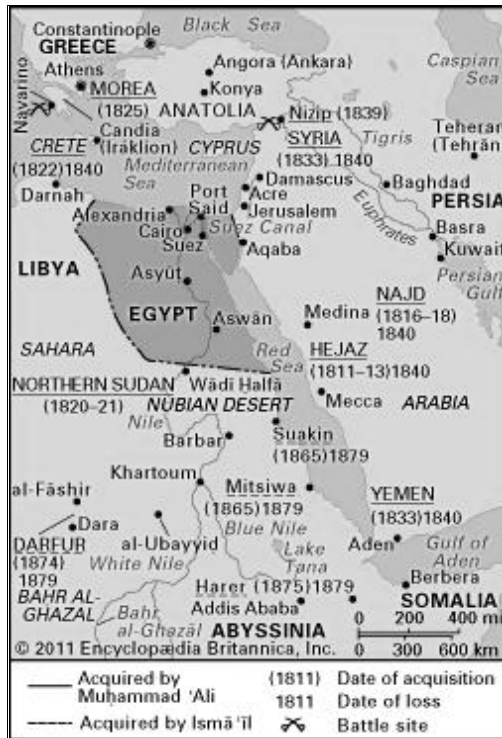 Black Sea
Constantinople
GREECE
Angora (Ankara)
Caspian
Sea
Athens
Navarino
MOREA
(1825)
Konya
ANATOLIA
Nizip (1839)
Candia
(Iráklion)
CRETE
(1822)1840
CYPRUS
SYRIA
(1833) 1840
Tigris
Teheran
(Tehrān)
Mediterranean
Sea
Darnah
Port
Said
Damascus
Acre
Jerusalem
Baghdad
PERSIA
Alexandria
Cairo
Suez
Suez Canal
Aqaba
Euphrates
Basra
Kuwait
Persian
Gulf
LIBYA
Asyūṭ
EGYPT
Aswān
Medina
NAJD
(1816–18)
1840
SAHARA
Red
Sea
HEJAZ
(1811–13)1840
NORTHERN SUDAN
(1820–21)
Wādī Ḥalfā
NUBIAN DESERT
Mecca
ARABIA
Nile
Barbar
Suakin
(1865)1879
Khartoum
Mitsiwa
(1865)1879
YEMEN
(1833)1840
al-Fāshir
Dara
al-Ubayyid
Blue Nile
Aden
Gulf of
Aden
DARFUR
(1874)
1879
White Nile
Lake
Tana
Berbera
BAHR AL-
GHAZAL
Harer (1875)1879
Addis Ababa
SOMALIA
Bahr
al-Ghazāl
ABYSSINIA
0 200 400 mi
0 300 600 km
© 2011 Encyclopædia Britannica, Inc.
Acquired by
Muḥammad ʿAli
(1811) Date of acquisition
1811 Date of loss
Acquired by Ismāʿīl
Battle site